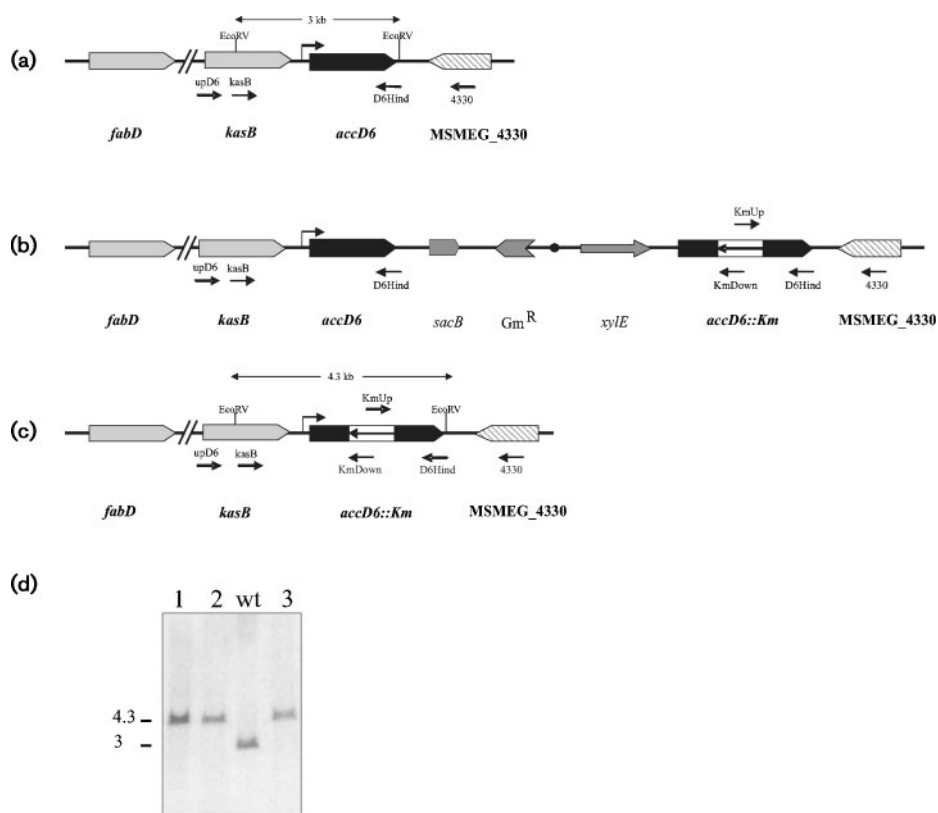 (a)
3 kb
EcoRV EcoRV
upD6 kasB D6Hind 4330
fabD kasB accD6 MSMEG_4330
(b)
KmUp
upD6 kasB D6Hind KmDown D6Hind 4330
fabD kasB accD6 sacB Gm R xylE accD6::Km MSMEG_4330
(c)
4.3 kb
EcoRV KmUp EcoRV
upD6 kasB KmDown D6Hind 4330
fabD kasB accD6::Km MSMEG_4330
(d)
1 2 wt 3
4.3
3